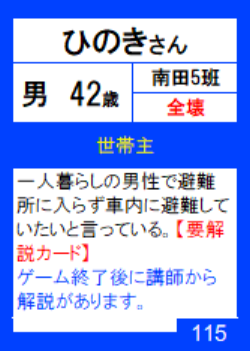 ひのきさん
男 42歳
南田5班
全壊
世帯主
一人暮らしの男性で避難
所に入らず車内に避難して
いたいと言っている。【要解
説カード】
ゲーム終了後に講師から
解説があります。
115